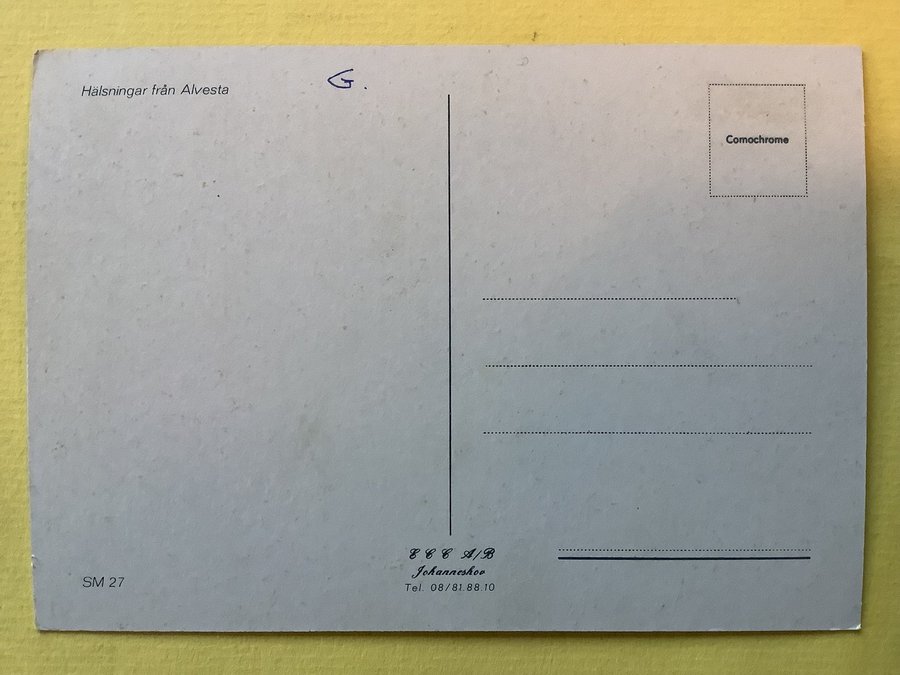 Hälsningar från Alvesta
G.
Comochrome
E C C A/B
Johanneshov
Tel. 08/81.88.10
SM 27